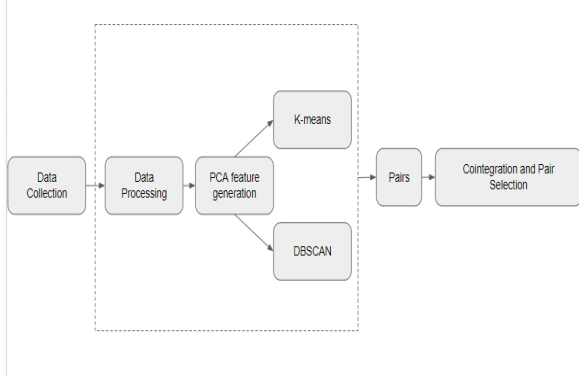 Data
Collection
Data
Processing
PCA feature
generation
K-means
DBSCAN
Pairs
Cointegration and Pair
Selection